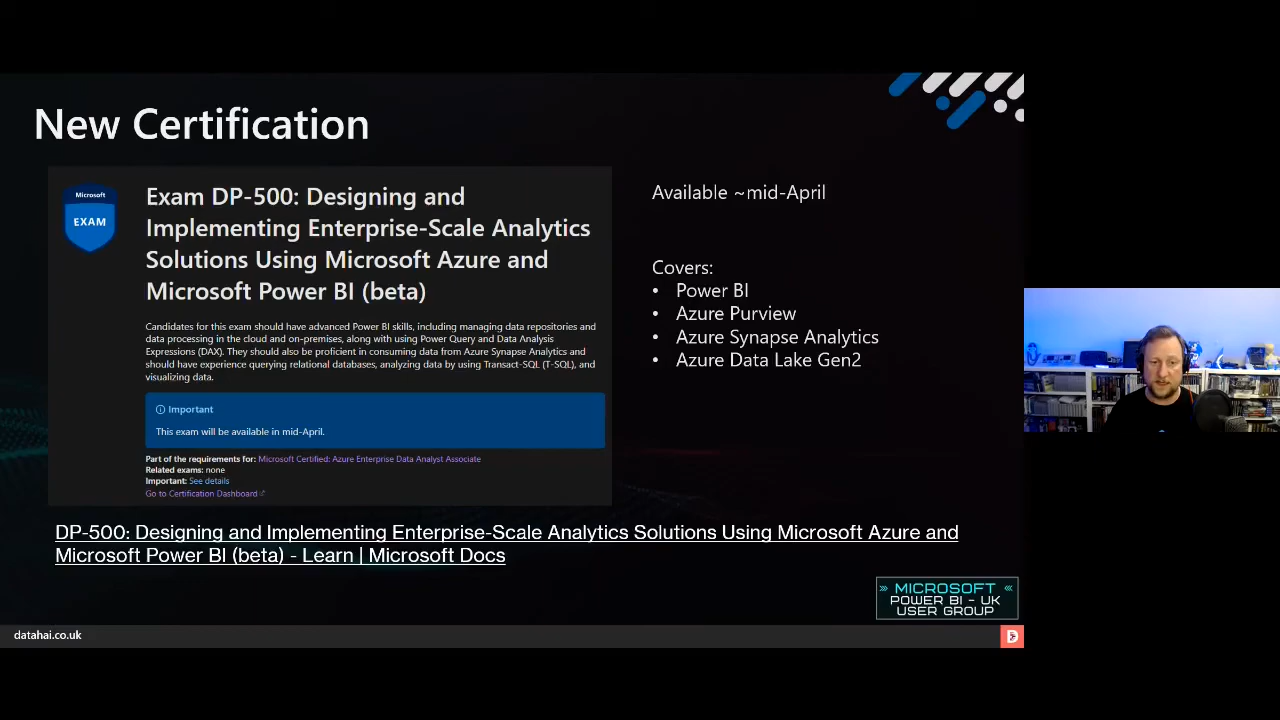 New Certification
Microsoft
EXAM
Exam DP-500: Designing and
Implementing Enterprise-Scale Analytics
Solutions Using Microsoft Azure and
Microsoft Power BI (beta)
Candidates for this exam should have advanced Power BI skills, including managing data repositories and
data processing in the cloud and on-premises, along with using Power Query and Data Analysis
Expressions (DAX). They should also be proficient in consuming data from Azure Synapse Analytics and
should have experience querying relational databases, analyzing data by using Transact-SQL (T-SQL), and
visualizing data.
Important
This exam will be available in mid-April.
Part of the requirements for: Microsoft Certified: Azure Enterprise Data Analyst Associate
Related exams: none
Important: See details
Go to Certification Dashboard
Available ~mid-April
Covers:
• Power BI
• Azure Purview
• Azure Synapse Analytics
• Azure Data Lake Gen2
DP-500: Designing and Implementing Enterprise-Scale Analytics Solutions Using Microsoft Azure and
Microsoft Power BI (beta) - Learn | Microsoft Docs
MICROSOFT
POWER BI - UK
USER GROUP
datahai.co.uk
D